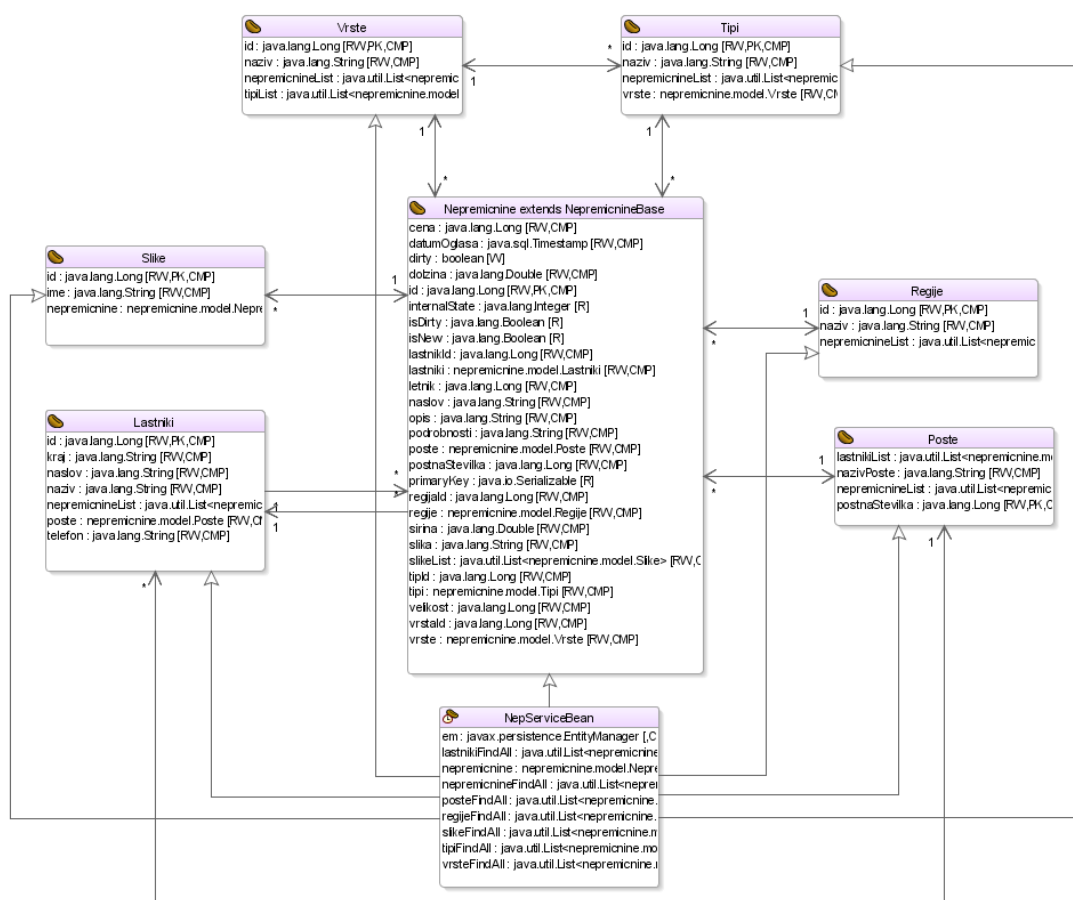 Vrste
id : java.lang.Long [RW,PK,CMP]
naziv : java.lang.String [RW,CMP]
nepremicnineList : java.util.List<nepremic
tipiList : java.util.List<nepremicnine.model
Tipi
id : java.lang.Long [RW,PK,CMP]
naziv : java.lang.String [RW,CMP]
nepremicnineList : java.util.List<nepremic
vrste : nepremicnine.model.Vrste [RW,CM
1
*
1
*
1
*
Nepremicnine extends NepremicnineBase
cena : java.lang.Long [RW,CMP]
datumOglasa : java.sql.Timestamp [RW,CMP]
dirty : boolean [W]
dolzina : java.lang.Double [RW,CMP]
id : java.lang.Long [RW,PK,CMP]
internalState : java.lang.Integer [R]
isDirty : java.lang.Boolean [R]
isNew : java.lang.Boolean [R]
lastnikId : java.lang.Long [RW,CMP]
lastniki : nepremicnine.model.Lastniki [RW,CMP]
letnik : java.lang.Long [RW,CMP]
naslov : java.lang.String [RW,CMP]
opis : java.lang.String [RW,CMP]
podrobnosti : java.lang.String [RW,CMP]
poste : nepremicnine.model.Poste [RW,CMP]
postnaStevilka : java.lang.Long [RW,CMP]
primaryKey : java.io.Serializable [R]
regijaId : java.lang.Long [RW,CMP]
regije : nepremicnine.model.Regije [RW,CMP]
sirina : java.lang.Double [RW,CMP]
slika : java.lang.String [RW,CMP]
slikeList : java.util.List<nepremicnine.model.Slike> [RW,C
tipId : java.lang.Long [RW,CMP]
tipi : nepremicnine.model.Tipi [RW,CMP]
velikost : java.lang.Long [RW,CMP]
vrstaId : java.lang.Long [RW,CMP]
vrste : nepremicnine.model.Vrste [RW,CMP]
Slike
id : java.lang.Long [RW,PK,CMP]
ime : java.lang.String [RW,CMP]
nepremicnine : nepremicnine.model.Nepre
1
*
Regije
id : java.lang.Long [RW,PK,CMP]
naziv : java.lang.String [RW,CMP]
nepremicnineList : java.util.List<nepremic
1
*
Lastniki
id : java.lang.Long [RW,PK,CMP]
kraj : java.lang.String [RW,CMP]
naslov : java.lang.String [RW,CMP]
naziv : java.lang.String [RW,CMP]
nepremicnineList : java.util.List<nepremic
poste : nepremicnine.model.Poste [RW,CM
telefon : java.lang.String [RW,CMP]
*
*
1
1
*
Poste
lastnikiList : java.util.List<nepremicnine.m
nazivPoste : java.lang.String [RW,CMP]
nepremicnineList : java.util.List<nepremic
postnaStevilka : java.lang.Long [RW,PK,C
1
*
1
NepServiceBean
em : javax.persistence.EntityManager [,C
lastnikiFindAll : java.util.List<nepremicnine
nepremicnine : nepremicnine.model.Nepre
nepremicnineFindAll : java.util.List<neprei
posteFindAll : java.util.List<nepremicnine.
regijeFindAll : java.util.List<nepremicnine.
slikeFindAll : java.util.List<nepremicnine.m
tipiFindAll : java.util.List<nepremicnine.mo
vrsteFindAll : java.util.List<nepremicnine.